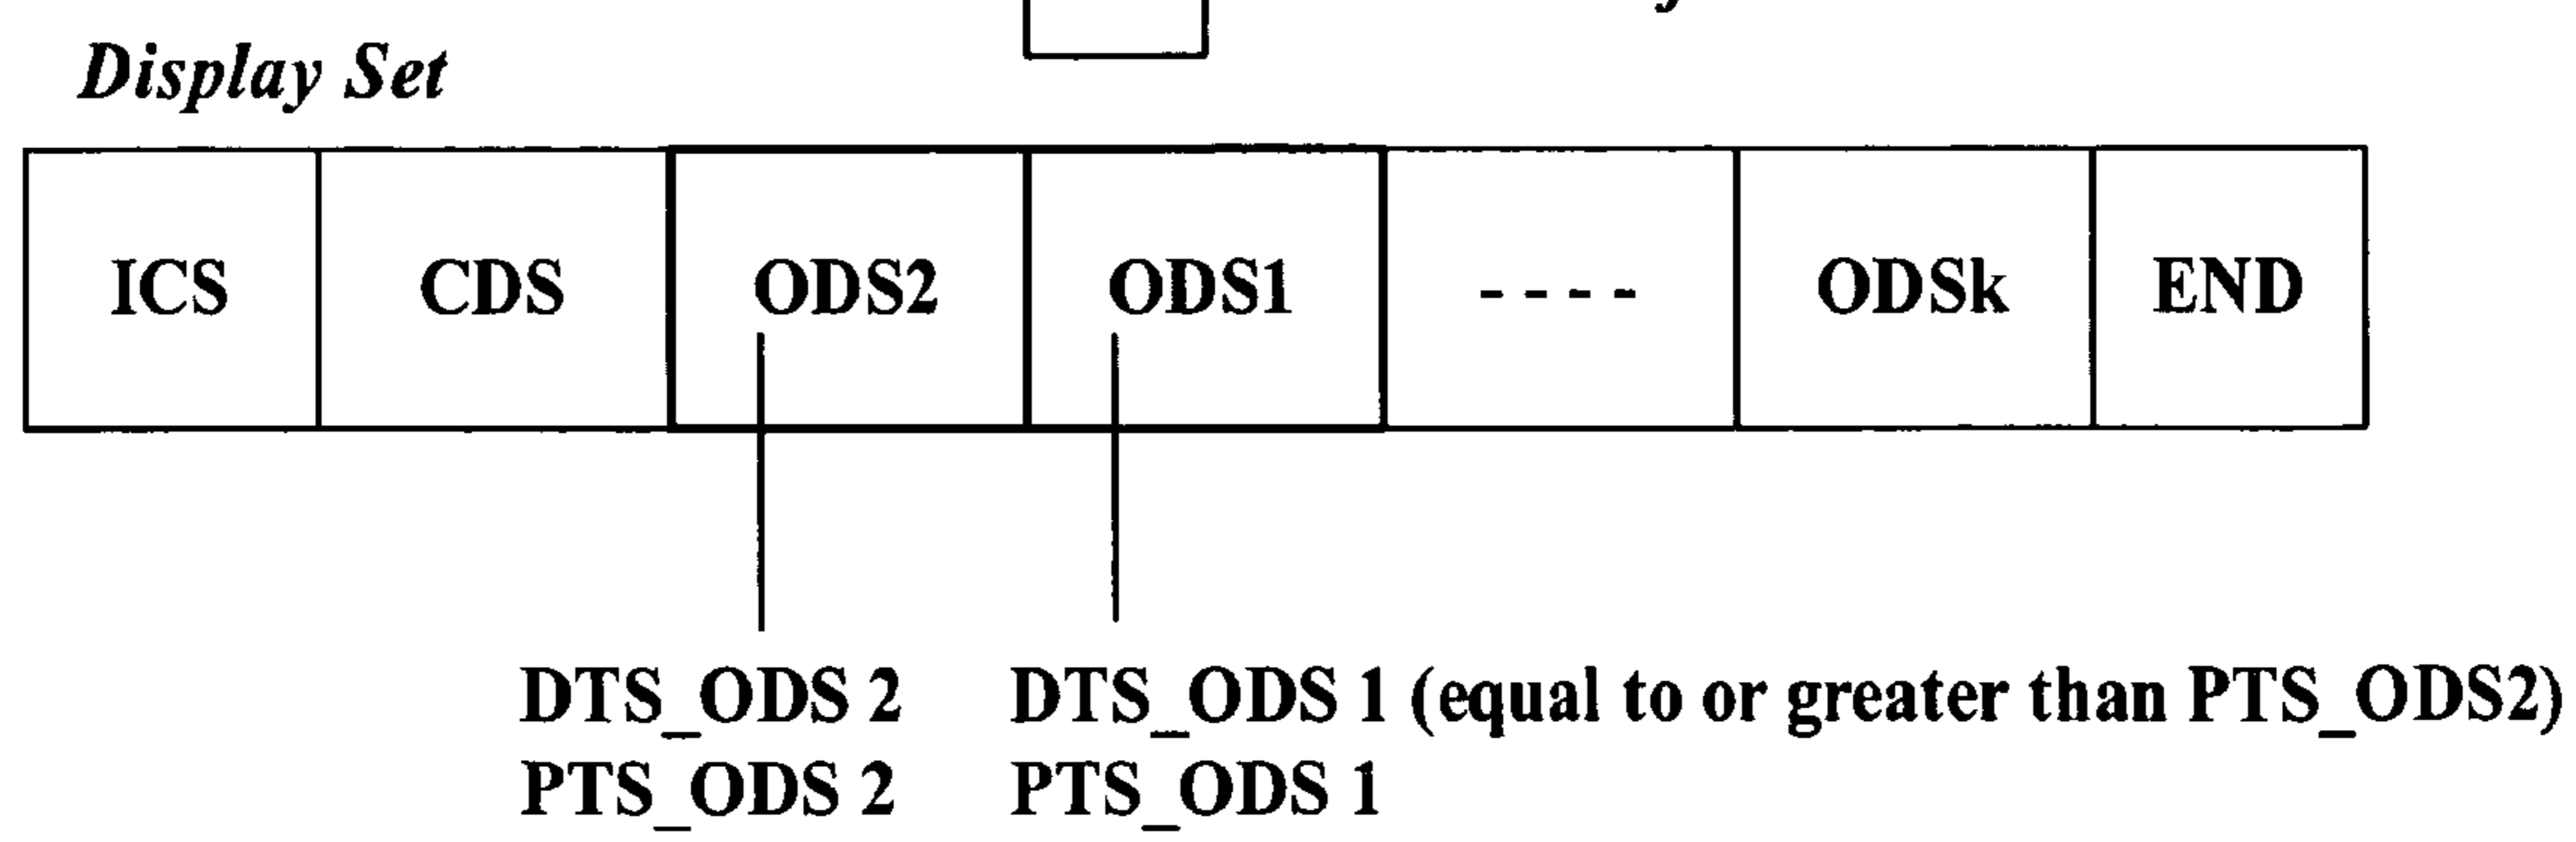 Display Set
ICS CDS ODS2 ODS1 ---- ODSk END
DTS_ODS 2 DTS_ODS 1 (equal to or greater than PTS_ODS2)
PTS_ODS 2 PTS_ODS 1